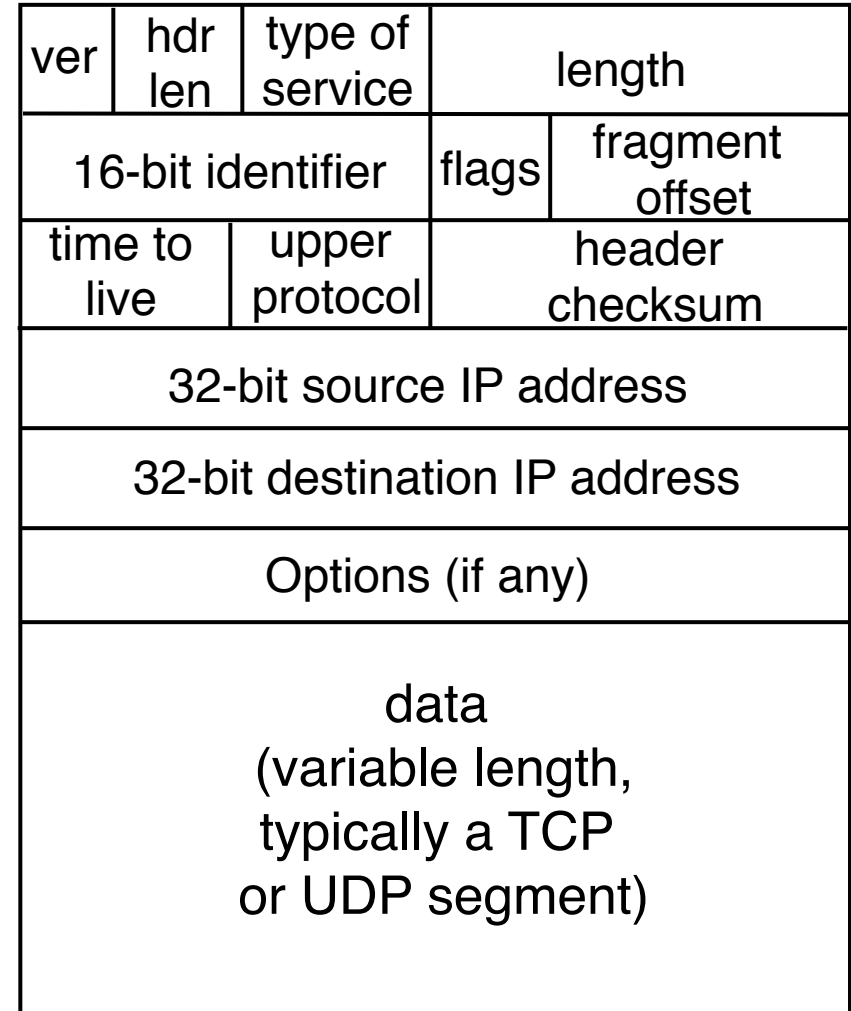 ver
hdr
len
type of
service
length
16-bit identifier
flags
fragment
offset
time to
live
upper
protocol
header
checksum
32-bit source IP address
32-bit destination IP address
Options (if any)
data
(variable length,
typically a TCP
or UDP segment)